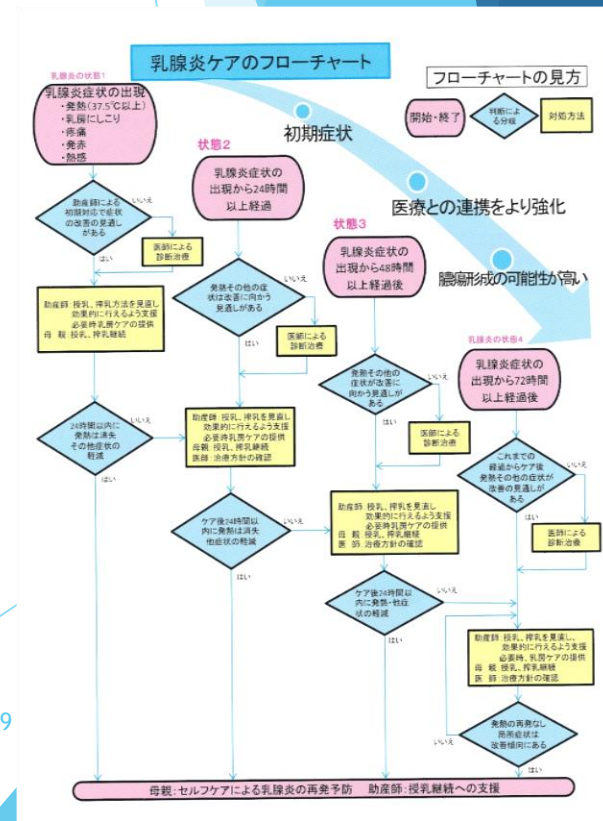 乳腺炎ケアのフローチャート
フローチャートの見方
開始・終了
判断によ
る分岐
対処方法
初期症状
医療との連携をより強化
膿瘍形成の可能性が高い
乳腺炎の状態1
乳腺炎症状の出現
・発熱(37.5℃以上)
・乳房にしこり
・疼痛
・発赤
・熱感
助産師による
初期対応で症状
の改善の見通し
がある
いいえ
医師による
診断治療
はい
助産師:授乳、搾乳方法を見直し
効果的に行えるよう支援
必要時乳房ケアの提供
母 親:授乳、搾乳継続
24時間以内に
発熱は消失
その他症状の
軽減
いいえ
はい
状態2
乳腺炎症状の
出現から24時間
以上経過
発熱その他の症
状は改善に向かう
見通しがある
いいえ
医師による
診断治療
はい
助産師:授乳、搾乳を見直し
効果的に行えるよう支援
必要時乳房ケアの提供
母親:授乳、搾乳継続
医師:治療方針の確認
ケア後24時間以
内に発熱は消失
他症状の軽減
いいえ
はい
状態3
乳腺炎症状の
出現から48時間
以上経過後
発熱その他の
症状が改善に
向かう見通しが
ある
いいえ
医師による
診断治療
はい
助産師:授乳、搾乳を見直し
効果的に行えるよう支援
必要時乳房ケアの提供
母 親:授乳、搾乳継続
医 師:治療方針の確認
ケア後24時間以
内に発熱・他症
状の軽減
いいえ
はい
乳腺炎の状態4
乳腺炎症状の
出現から72時間
以上経過後
これまでの
経過からケア後
発熱その他の症状が
改善の見通しが
ある
いいえ
はい
医師による
診断治療
助産師:授乳、搾乳を見直し、
効果的に行えるよう支援
必要時、乳房ケアの提供
母 親:授乳、搾乳継続
医 師:治療方針の確認
発熱の再発なし
局所症状は
改善傾向にある
いいえ
はい
母親:セルフケアによる乳腺炎の再発予防 助産師:授乳継続への支援
9